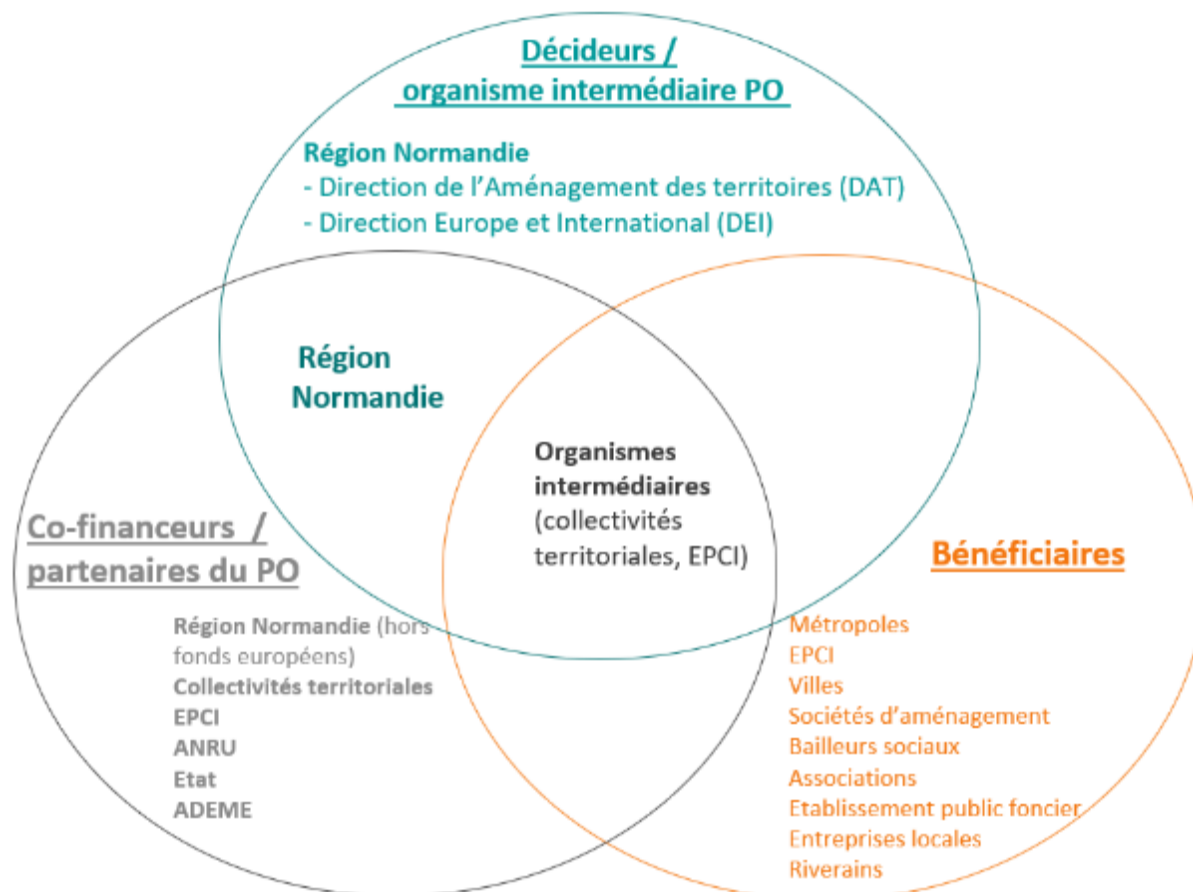 Décideurs /
organisme intermédiaire PO
Région Normandie
- Direction de l'Aménagement des territoires (DAT)
- Direction Europe et International (DEI)
Région
Normandie
Organismes
intermédiaires
(collectivités
territoriales, EPCI)
Co-financeurs /
partenaires du PO
Région Normandie (hors
fonds européens)
Collectivités territoriales
EPCI
ANRU
Etat
ADEME
Bénéficiaires
Métropoles
EPCI
Villes
Sociétés d'aménagement
Bailleurs sociaux
Associations
Etablissement public foncier
Entreprises locales
Riverains